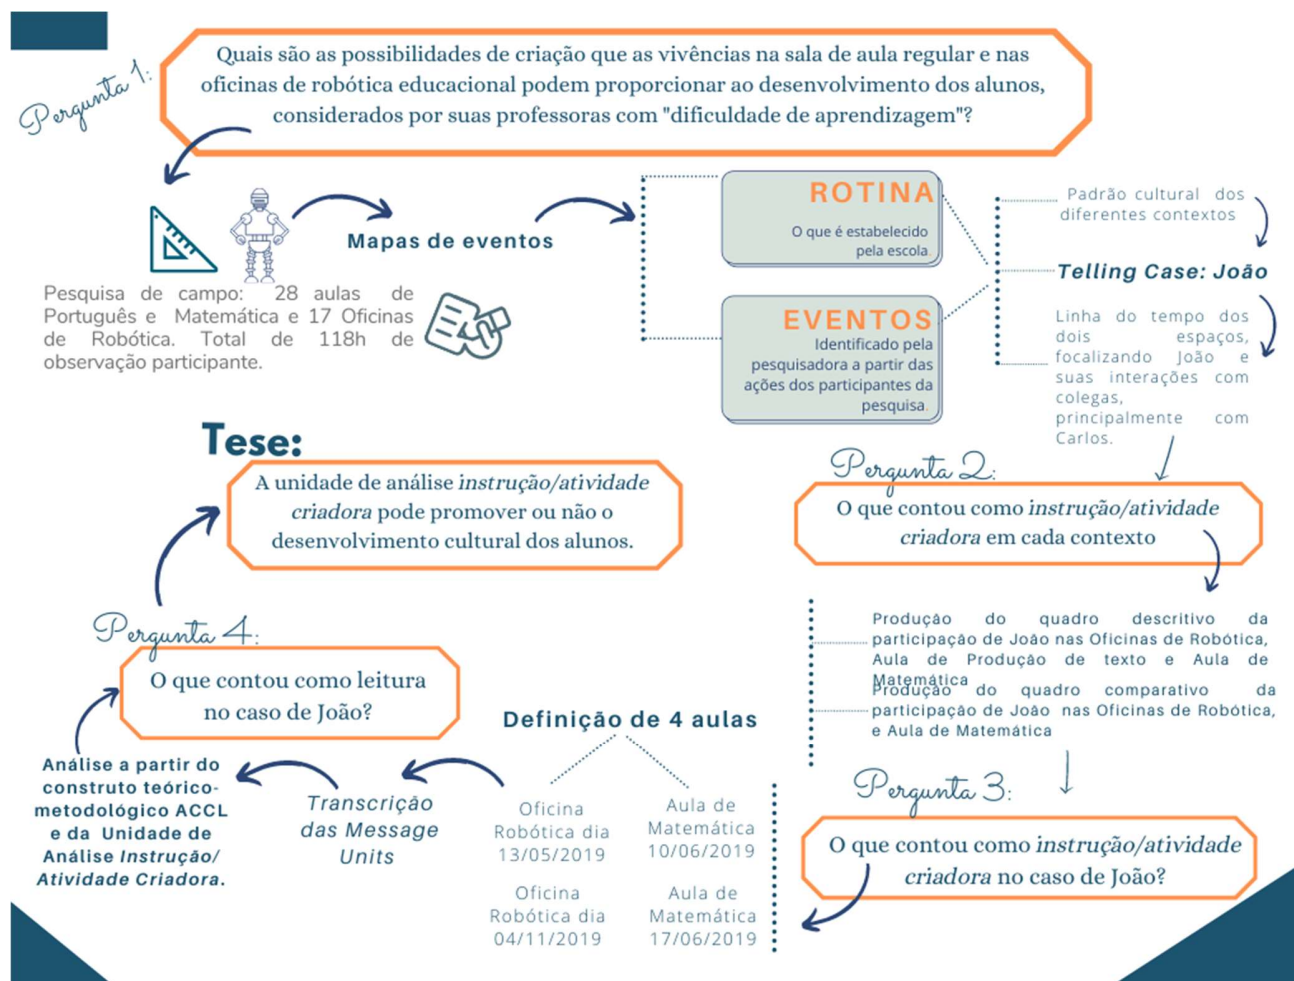 Pergunta 1:
Quais são as possibilidades de criação que as vivências na sala de aula regular e nas
oficinas de robótica educacional podem proporcionar ao desenvolvimento dos alunos,
considerados por suas professoras com "dificuldade de aprendizagem"?
Pesquisa de campo: 28 aulas de
Português e Matemática e 17 Oficinas
de Robótica. Total de 118h de
observação participante.
Mapas de eventos
ROTINA
O que é estabelecido
pela escola.
EVENTOS
Identificado pela
pesquisadora a partir das
ações dos participantes da
pesquisa.
Padrão cultural dos
diferentes contextos
Telling Case: João
Linha do tempo dos
dois espaços,
focalizando João e
suas interações com
colegas,
principalmente com
Carlos.
Pergunta 2:
O que contou como instrução/atividade
criadora em cada contexto
Produção do quadro descritivo da
participação de João nas Oficinas de Robótica,
Aula de Produção de texto e Aula de
Matemática
Produção do quadro comparativo da
participação de João nas Oficinas de Robótica,
e Aula de Matemática
Pergunta 3:
O que contou como instrução/atividade
criadora no caso de João?
Definição de 4 aulas
Oficina
Robótica dia
13/05/2019
Aula de
Matemática
10/06/2019
Oficina
Robótica dia
04/11/2019
Aula de
Matemática
17/06/2019
Transcrição
das Message
Units
Análise a partir do
construto teórico-
metodológico ACCL
e da Unidade de
Análise Instrução/
Atividade Criadora.
Pergunta 4:
O que contou como leitura
no caso de João?
Tese:
A unidade de análise instrução/atividade
criadora pode promover ou não o
desenvolvimento cultural dos alunos.